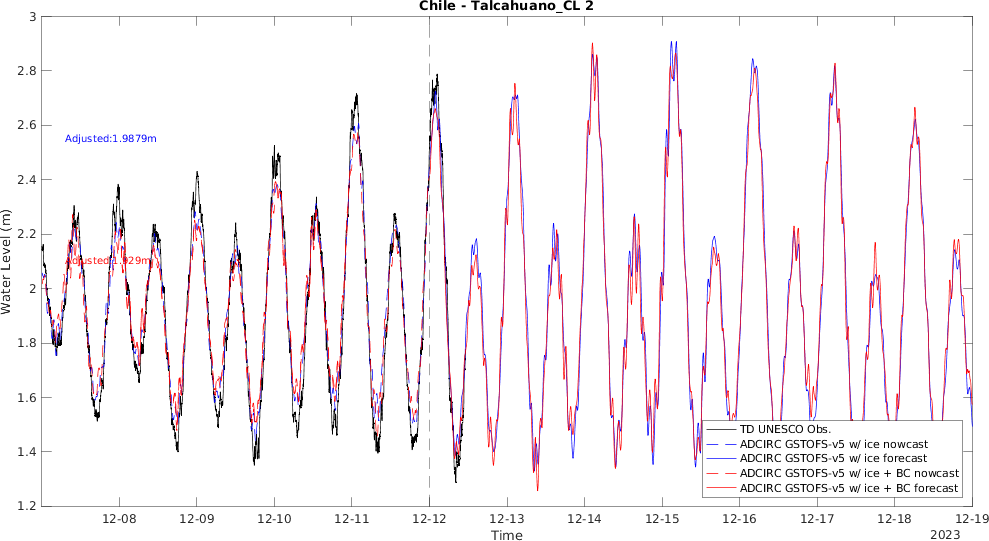 Chile - Talcahuano_CL 2
3
2.8
2.6
2.4
2.2
2
1.8
1.6
1.4
1.2
Water Level (m)
Adjusted:1.9879m
Adjusted:1.929m
TD UNESCO Obs.
ADCIRC GSTOFS-v5 w/ ice nowcast
ADCIRC GSTOFS-v5 w/ ice forecast
ADCIRC GSTOFS-v5 w/ ice + BC nowcast
ADCIRC GSTOFS-v5 w/ ice + BC forecast
12-08 12-09 12-10 12-11 12-12 12-13 12-14 12-15 12-16 12-17 12-18 12-19
Time
2023